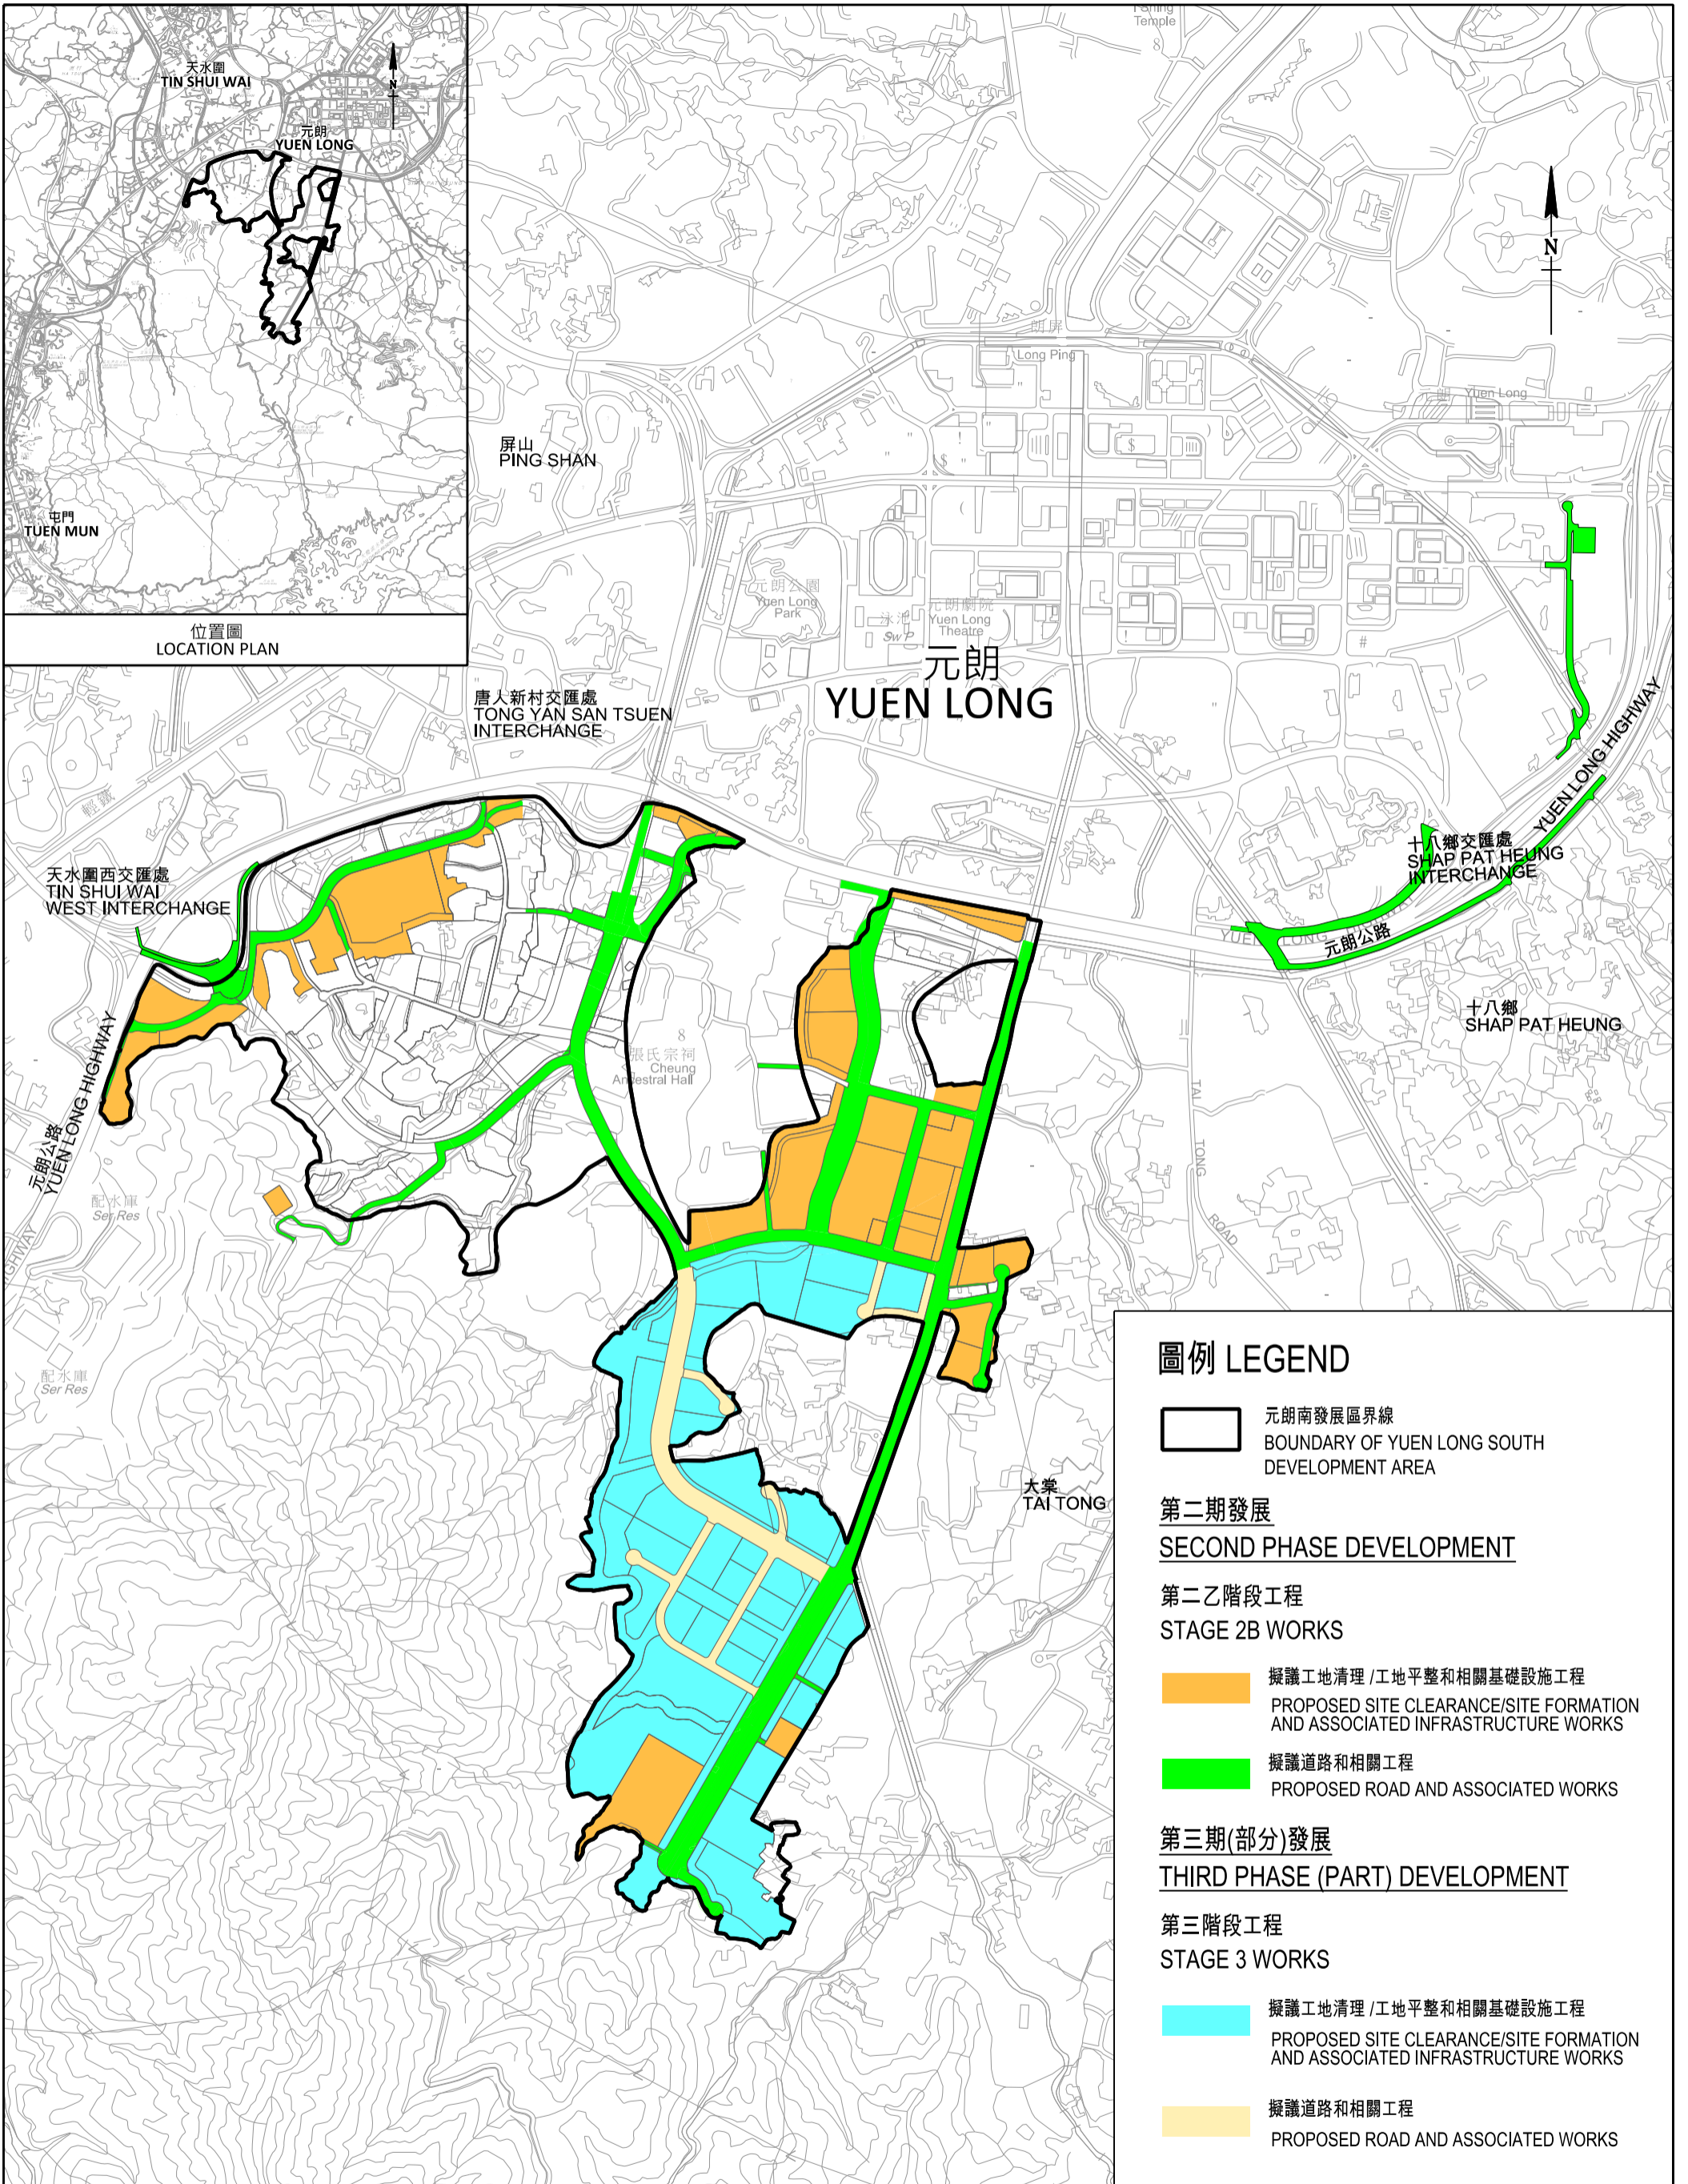 天水圍
TIN SHUI WAI
N
元朗
YUEN LONG
屯門
TUEN MUN
位置圖
LOCATION PLAN
Temple
N
朗屏
Long Ping
元朗 Yuen Long
屏山
PING SHAN
元朗公園
Yuen Long
Park
泳池
Sw P
元朗劇院
Yuen Long
Theatre
元朗
YUEN LONG
唐人新村交匯處
TONG YAN SAN TSUEN
INTERCHANGE
輕鐵
天水圍西交匯處
TIN SHUI WAI
WEST INTERCHANGE
YUEN LONG HIGHWAY
十八鄉交匯處
SHAP PAT HEUNG
INTERCHANGE
元朗公路
十八鄉
SHAP PAT HEUNG
張氏宗祠
Cheung
Ancestral Hall
元朗公路
YUEN LONG HIGHWAY
TAI
TONG
ROAD
配水庫
Ser Res
配水庫
Ser Res
大棠
TAI TONG
圖例 LEGEND
元朗南發展區界線
BOUNDARY OF YUEN LONG SOUTH
DEVELOPMENT AREA
第二期發展
SECOND PHASE DEVELOPMENT
第二乙階段工程
STAGE 2B WORKS
擬議工地清理 /工地平整和相關基礎設施工程
PROPOSED SITE CLEARANCE/SITE FORMATION
AND ASSOCIATED INFRASTRUCTURE WORKS
擬議道路和相關工程
PROPOSED ROAD AND ASSOCIATED WORKS
第三期(部分)發展
THIRD PHASE (PART) DEVELOPMENT
第三階段工程
STAGE 3 WORKS
擬議工地清理 /工地平整和相關基礎設施工程
PROPOSED SITE CLEARANCE/SITE FORMATION
AND ASSOCIATED INFRASTRUCTURE WORKS
擬議道路和相關工程
PROPOSED ROAD AND ASSOCIATED WORKS